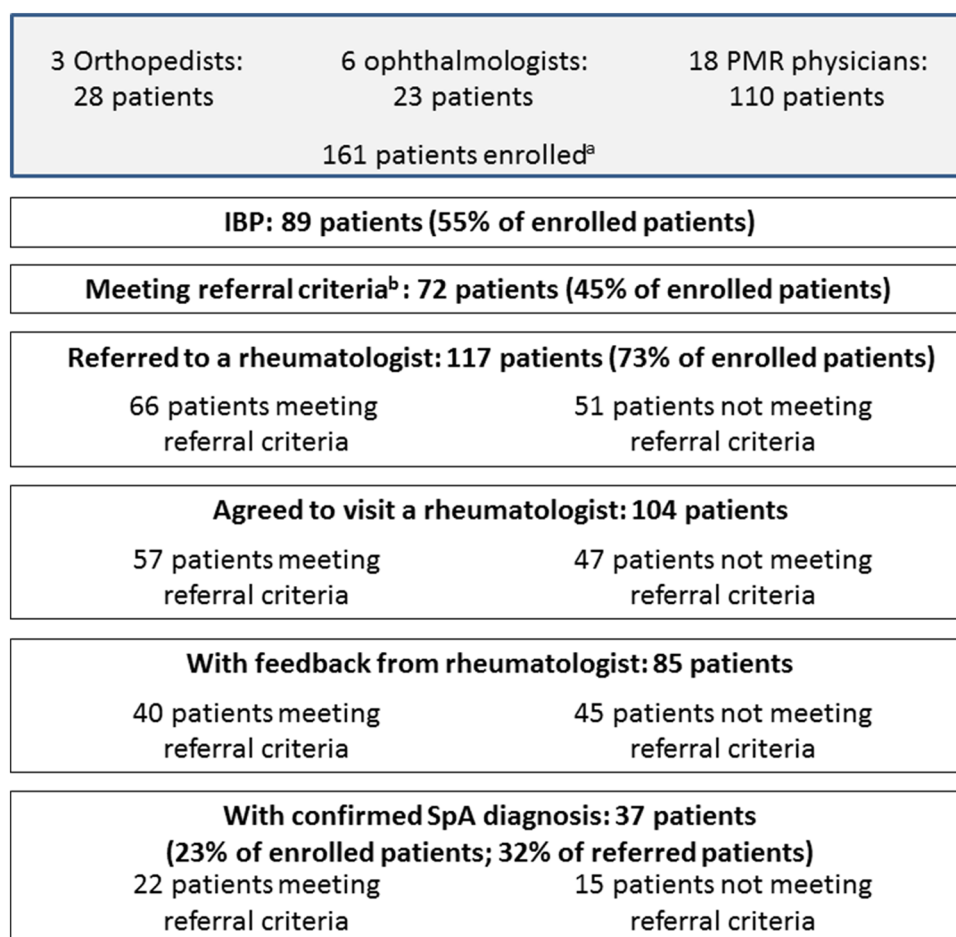 3 Orthopedists: 6 ophthalmologists: 18 PMR physicians:
28 patients 23 patients 110 patients
161 patients enrolledᵃ
IBP: 89 patients (55% of enrolled patients)
Meeting referral criteriaᵇ : 72 patients (45% of enrolled patients)
Referred to a rheumatologist: 117 patients (73% of enrolled patients)
66 patients meeting 51 patients not meeting
referral criteria referral criteria
Agreed to visit a rheumatologist: 104 patients
57 patients meeting 47 patients not meeting
referral criteria referral criteria
With feedback from rheumatologist: 85 patients
40 patients meeting 45 patients not meeting
referral criteria referral criteria
With confirmed SpA diagnosis: 37 patients
(23% of enrolled patients; 32% of referred patients)
22 patients meeting 15 patients not meeting
referral criteria referral criteria